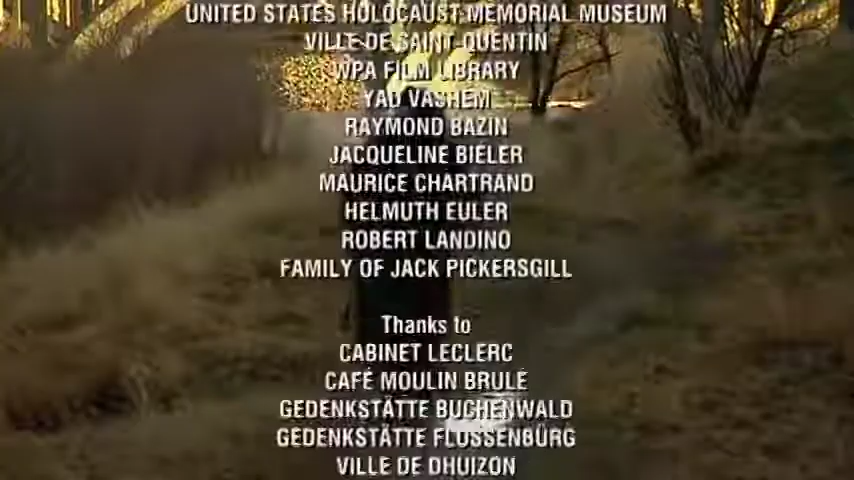 UNITED STATES HOLOCAUST MEMORIAL MUSEUM
VILLE DE SAINT-QUENTIN
WPA FILM LIBRARY
YAD VASHEM
RAYMOND BAZIN
JACQUELINE BIÉLER
MAURICE CHARTRAND
HELMUTH EULER
ROBERT LANDINO
FAMILY OF JACK PICKERSGILL
Thanks to
CABINET LECLERC
CAFÉ MOULIN BRULÉ
GEDENKSTÄTTE BUCHENWALD
GEDENKSTÄTTE FLOSSENBÜRG
VILLE DE DHUIZON